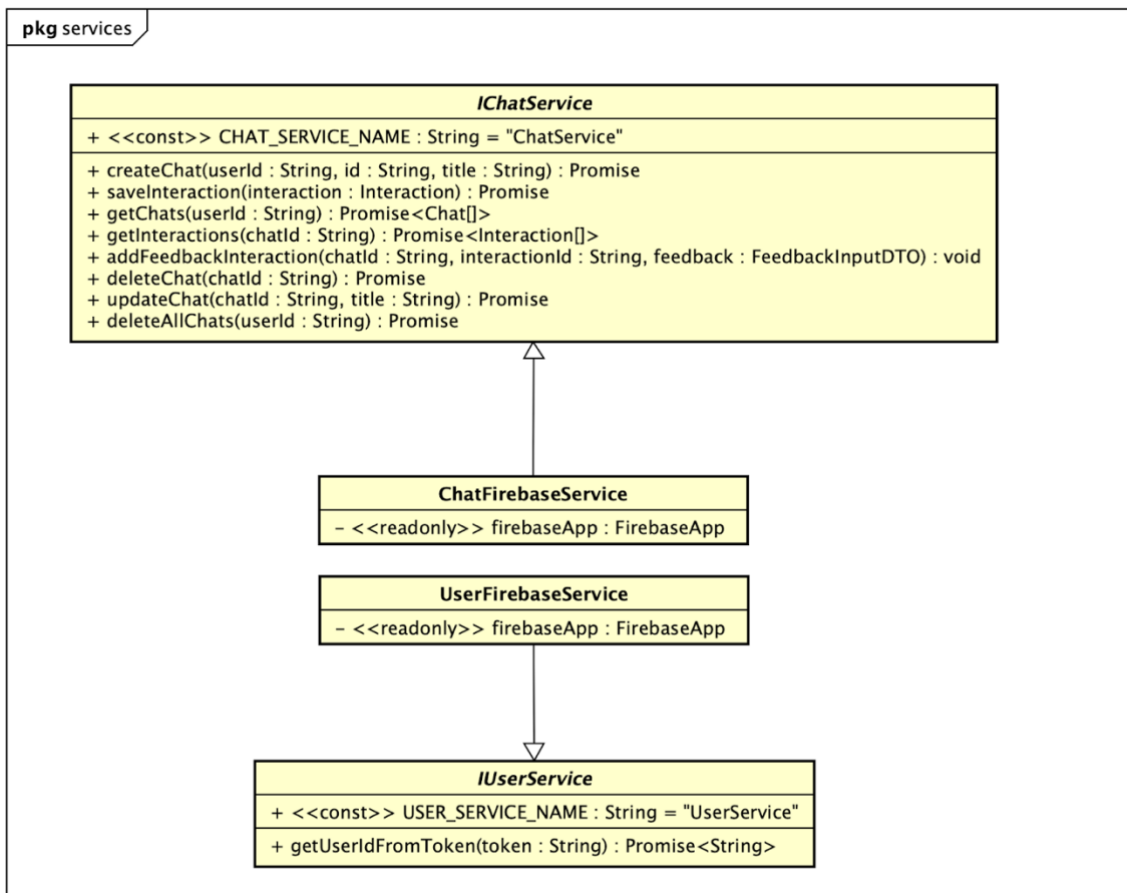 pkg services
IChatService
+ <<const>> CHAT_SERVICE_NAME : String = "ChatService"
+ createChat(userId : String, id : String, title : String) : Promise
+ saveInteraction(interaction : Interaction) : Promise
+ getChats(userId : String) : Promise<Chat[]>
+ getInteractions(chatId : String) : Promise<Interaction[]>
+ addFeedbackInteraction(chatId : String, interactionId : String, feedback : FeedbackInputDTO) : void
+ deleteChat(chatId : String) : Promise
+ updateChat(chatId : String, title : String) : Promise
+ deleteAllChats(userId : String) : Promise
ChatFirebaseService
− <<readonly>> firebaseApp : FirebaseApp
UserFirebaseService
− <<readonly>> firebaseApp : FirebaseApp
IUserService
+ <<const>> USER_SERVICE_NAME : String = "UserService"
+ getUserIdFromToken(token : String) : Promise<String>